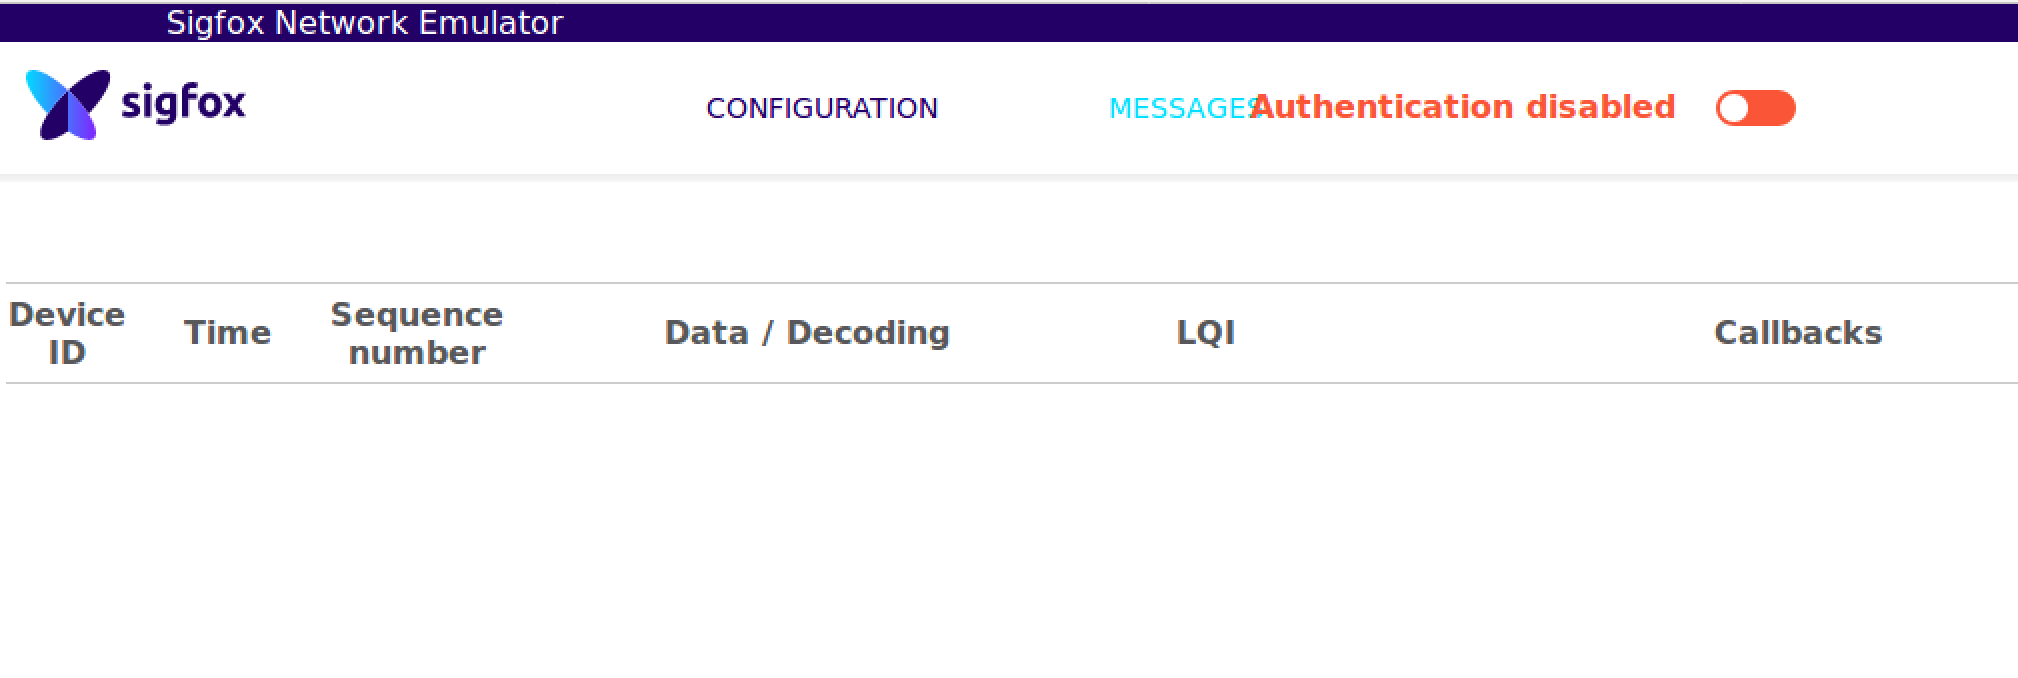 Sigfox Network Emulator
sigfox
CONFIGURATION
MESSAGES
Authentication disabled
Device ID
Time
Sequence number
Data / Decoding
LQI
Callbacks